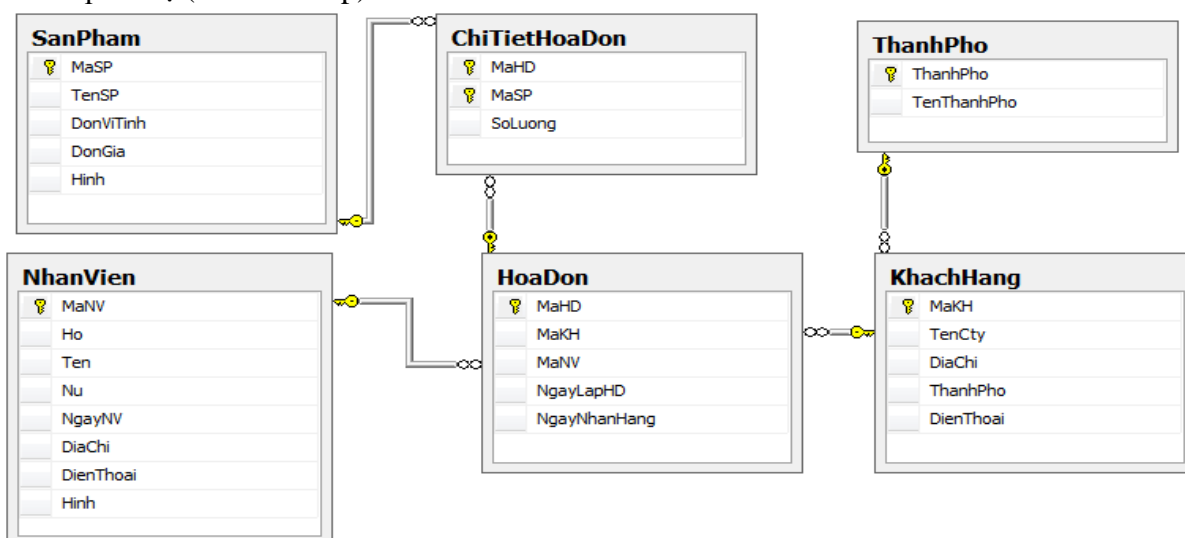 SanPham
MaSP
TenSP
DonViTinh
DonGia
Hinh
ChiTietHoaDon
MaHD
MaSP
SoLuong
ThanhPho
ThanhPho
TenThanhPho
NhanVien
MaNV
Ho
Ten
Nu
NgayNV
DiaChi
DienThoai
Hinh
HoaDon
MaHD
MaKH
MaNV
NgayLapHD
NgayNhanHang
KhachHang
MaKH
TenCty
DiaChi
ThanhPho
DienThoai